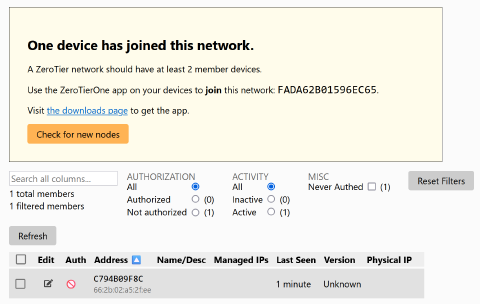 One device has joined this network.
A ZeroTier network should have at least 2 member devices.
Use the ZeroTierOne app on your devices to join this network: FADA62B01596EC65.
Visit the downloads page to get the app.
Check for new nodes
Search all columns...
1 total members
1 filtered members
AUTHORIZATION
All
Authorized (0)
Not authorized (1)
ACTIVITY
All
Inactive (0)
Active (1)
MISC
Never Authed (1)
Reset Filters
Refresh
Edit Auth Address Name/Desc Managed IPs Last Seen Version Physical IP
C794B09F8C 1 minute Unknown
66:2b:02:a5:2f:ee